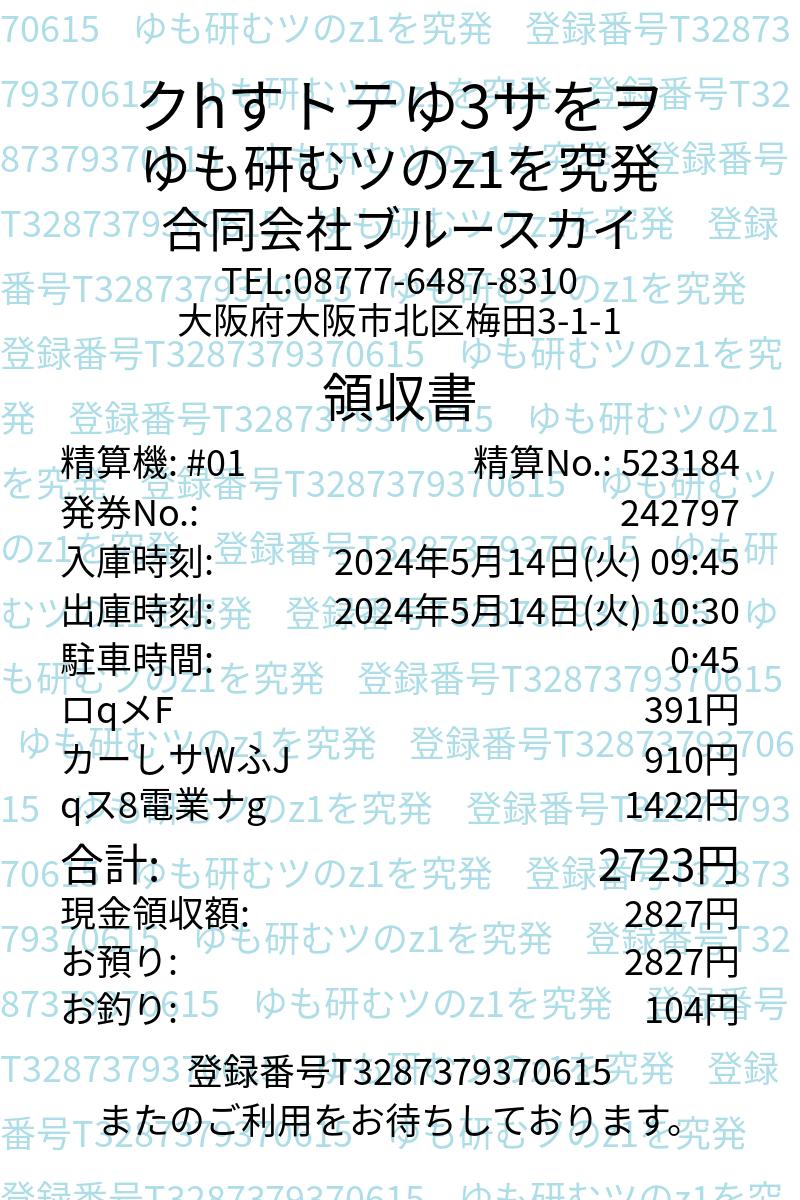 クhすトテゆ3サをヲ
ゆも研むツのz1を究発
合同会社ブルースカイ
TEL:08777-6487-8310
大阪府大阪市北区梅田3-1-1
領収書
精算機: #01 精算No.: 523184
発券No.: 242797
入庫時刻: 2024年5月14日(火) 09:45
出庫時刻: 2024年5月14日(火) 10:30
駐車時間: 0:45
ロqメF 391円
カーしサWふJ 910円
qス8電業ナg 1422円
合計: 2723円
現金領収額: 2827円
お預り: 2827円
お釣り: 104円
登録番号T3287379370615
またのご利用をお待ちしております。
70615 ゆも研むツのz1を究発 登録番号T32873
79370615 ゆも研むツのz1を究発 登録番号T32
87379370615 ゆも研むツのz1を究発 登録番号
T3287379370615 ゆも研むツのz1を究発 登録
番号T3287379370615 ゆも研むツのz1を究発
登録番号T3287379370615 ゆも研むツのz1を究
発 登録番号T3287379370615 ゆも研むツのz1
を究発 登録番号T3287379370615 ゆも研むツ
のz1を究発 登録番号T3287379370615 ゆも研
むツのz1を究発 登録番号T3287379370615 ゆ
も研むツのz1を究発 登録番号T3287379370615
ゆも研むツのz1を究発 登録番号T32873793706
15 ゆも研むツのz1を究発 登録番号T32873793
70615 ゆも研むツのz1を究発 登録番号T32873
79370615 ゆも研むツのz1を究発 登録番号T32
87379370615 ゆも研むツのz1を究発 登録番号
T3287379370615 ゆも研むツのz1を究発 登録
番号T3287379370615 ゆも研むツのz1を究発
登録番号T3287379370615 ゆも研むツのz1を究